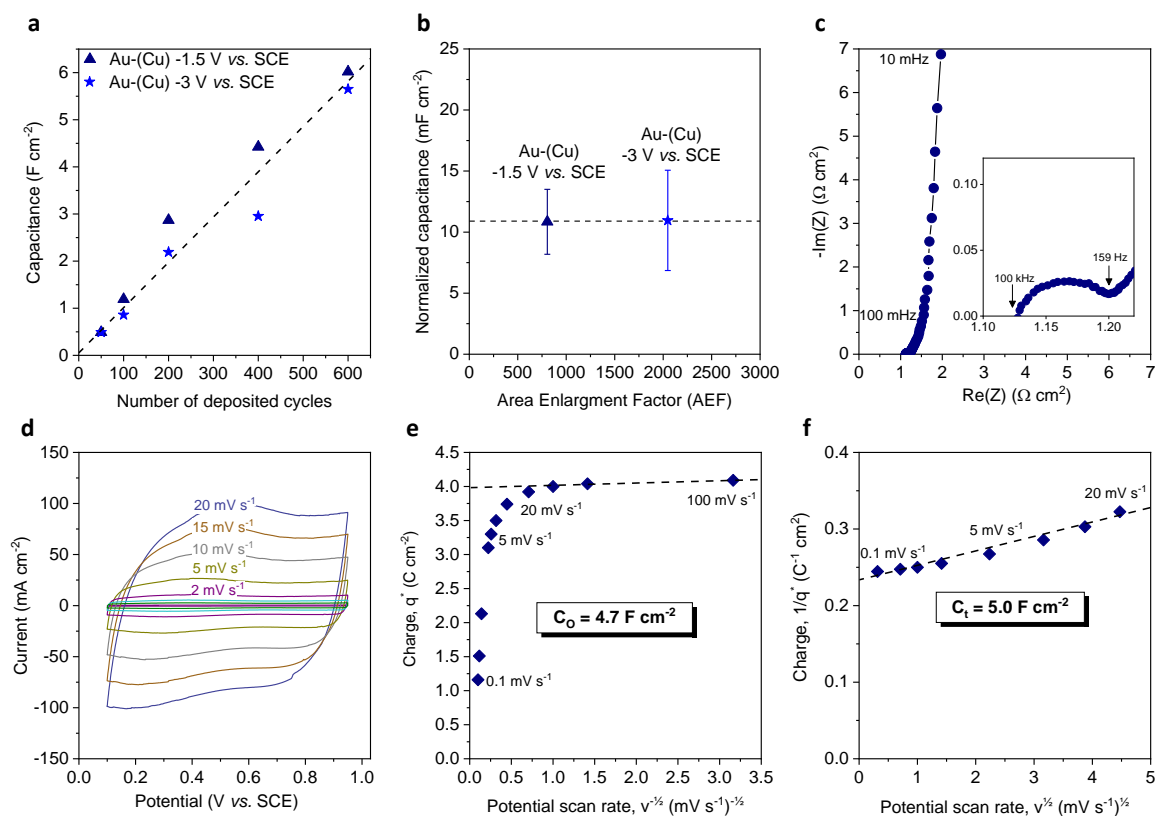 a
Au-(Cu) -1.5 V vs. SCE
Au-(Cu) -3 V vs. SCE
Capacitance (F cm-2)
6
5
4
3
2
1
0
0 100 200 300 400 500 600
Number of deposited cycles
b
Normalized capacitance (mF cm-2)
25
20
15
10
5
0
Au-(Cu)
-1.5 V vs. SCE
Au-(Cu)
-3 V vs. SCE
0 500 1000 1500 2000 2500 3000
Area Enlargment Factor (AEF)
c
-Im(Z) (Ω cm2)
7
6
5
4
3
2
1
0
10 mHz
100 mHz
0.10
0.05
0.00
100 kHz
159 Hz
1.10 1.15 1.20
0 1 2 3 4 5 6 7
Re(Z) (Ω cm2)
d
Current (mA cm-2)
150
100
50
0
-50
-100
-150
20 mV s-1
15 mV s-1
10 mV s-1
5 mV s-1
2 mV s-1
0.0 0.2 0.4 0.6 0.8 1.0
Potential (V vs. SCE)
e
Charge, q* (C cm-2)
5.0
4.5
4.0
3.5
3.0
2.5
2.0
1.5
1.0
0.5
0.0
100 mV s-1
20 mV s-1
5 mV s-1
CO = 4.7 F cm-2
0.1 mV s-1
0.0 0.5 1.0 1.5 2.0 2.5 3.0 3.5
Potential scan rate, v-½ (mV s-1)-½
f
Charge, 1/q* (C-1 cm2)
0.4
0.3
0.2
0.1
0.0
20 mV s-1
5 mV s-1
0.1 mV s-1
Ct = 5.0 F cm-2
0 1 2 3 4 5
Potential scan rate, v½ (mV s-1)½